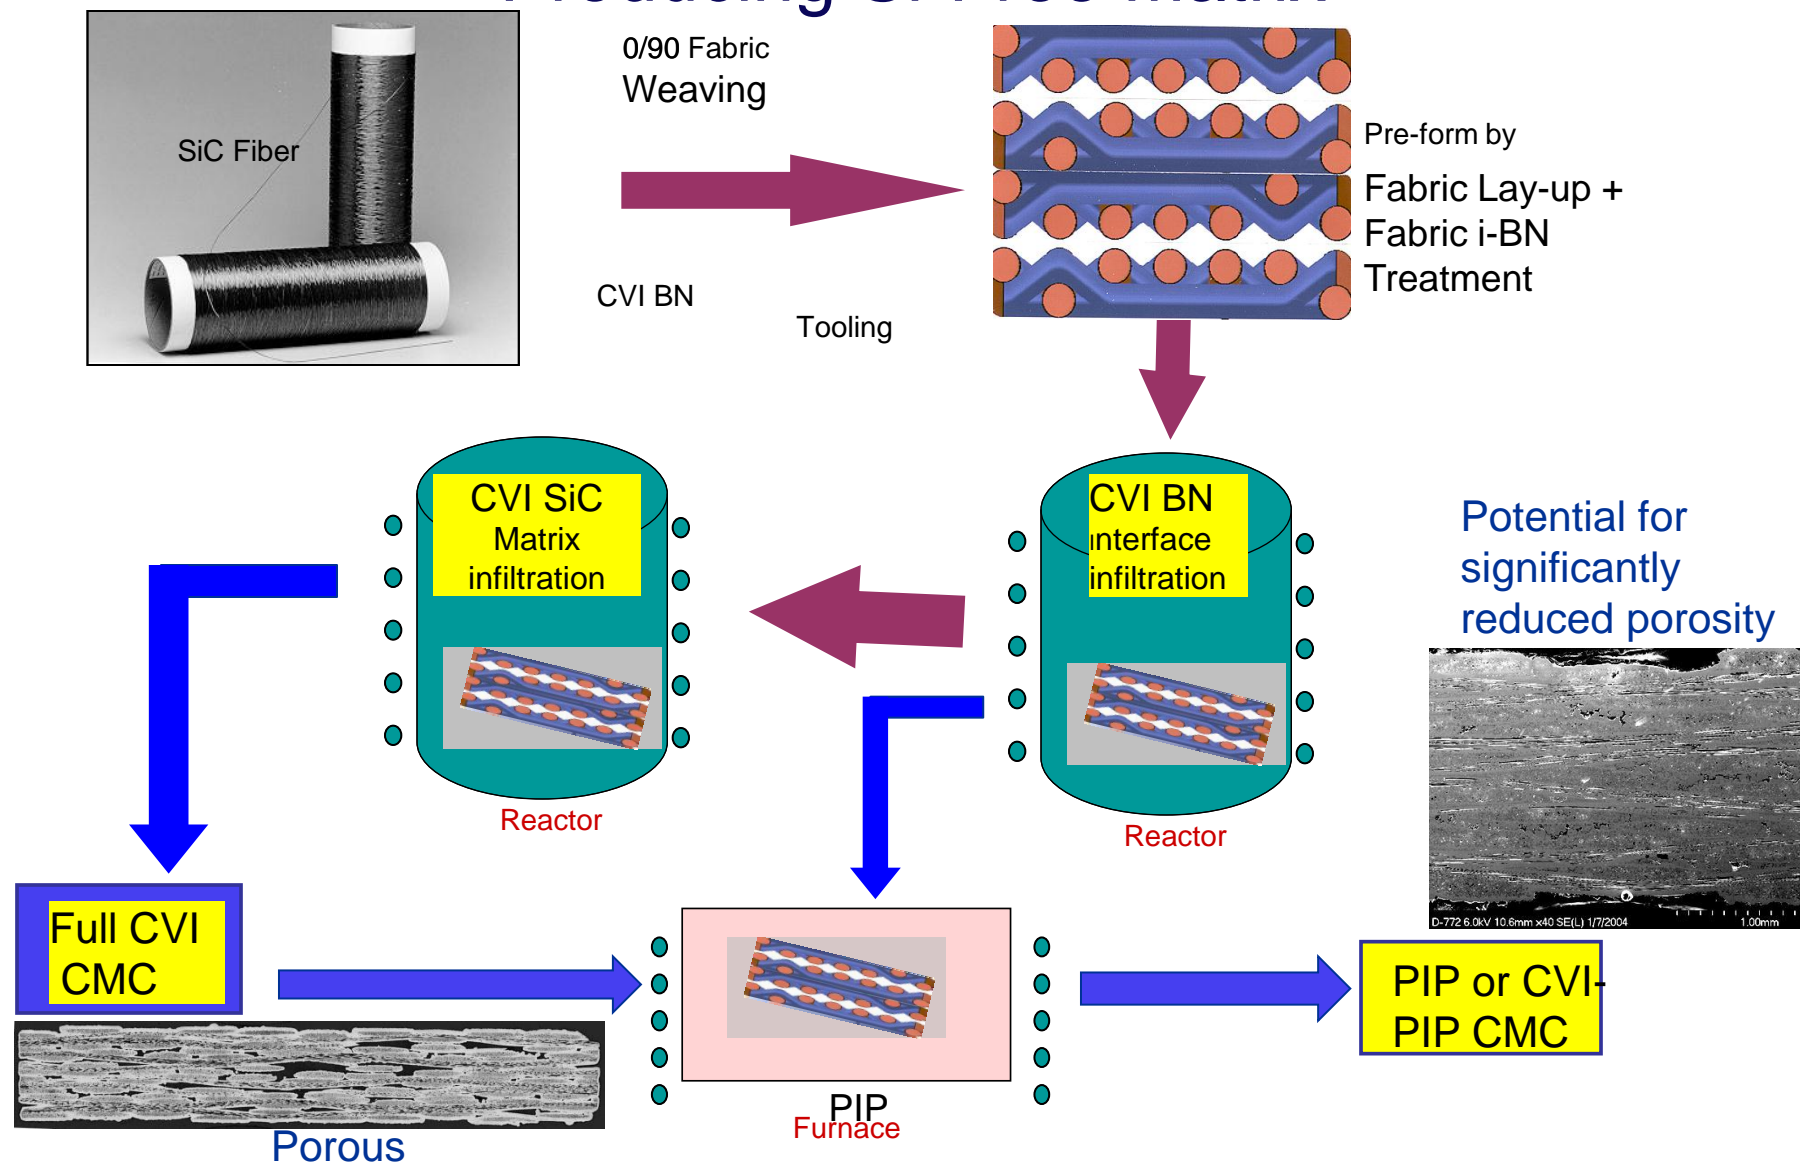 0/90 Fabric
Weaving
SiC Fiber
CVI BN
Tooling
Pre-form by
Fabric Lay-up +
Fabric i-BN
Treatment
CVI SiC
Matrix
infiltration
Reactor
CVI BN
interface
infiltration
Reactor
Potential for
significantly
reduced porosity
D-772 6.0kV 10.6mm x40 SE(L) 1/7/2004
1.00mm
Full CVI
CMC
Porous
PIP
Furnace
PIP or CVI-
PIP CMC